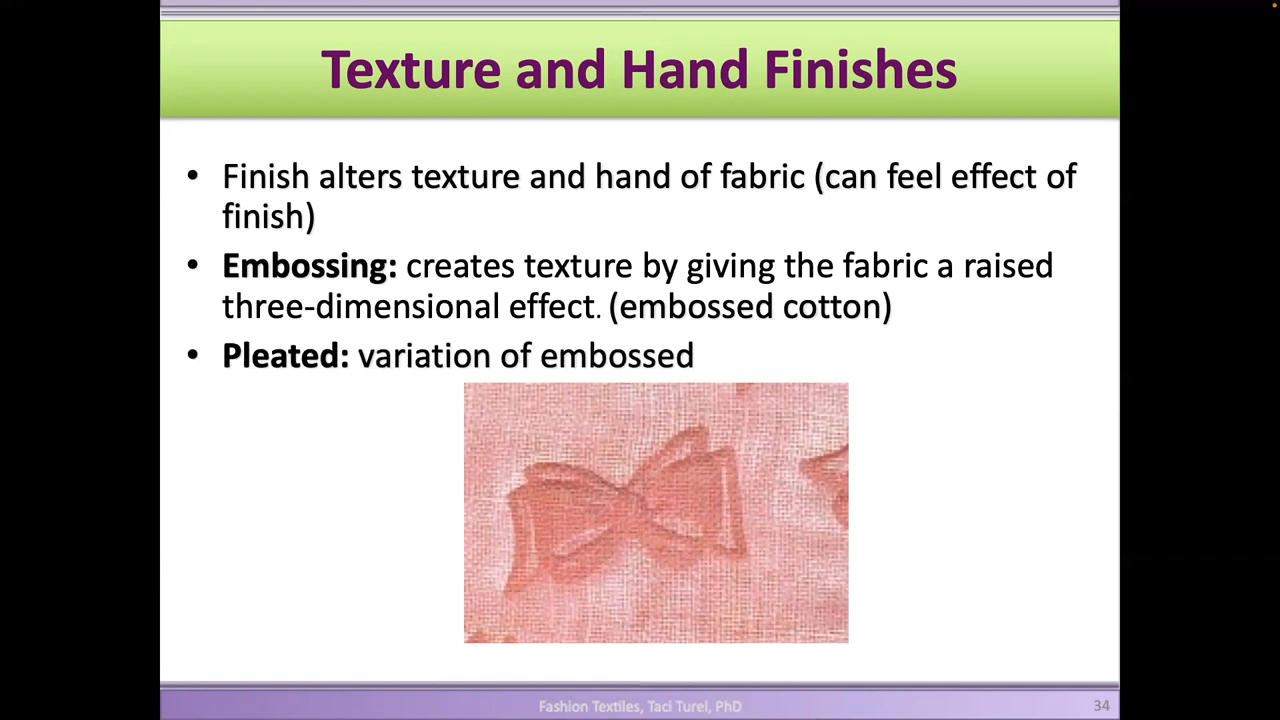 Texture and Hand Finishes
• Finish alters texture and hand of fabric (can feel effect of
finish)
• Embossing: creates texture by giving the fabric a raised
three-dimensional effect. (embossed cotton)
• Pleated: variation of embossed
Fashion Textiles, Taci Turel, PhD
34